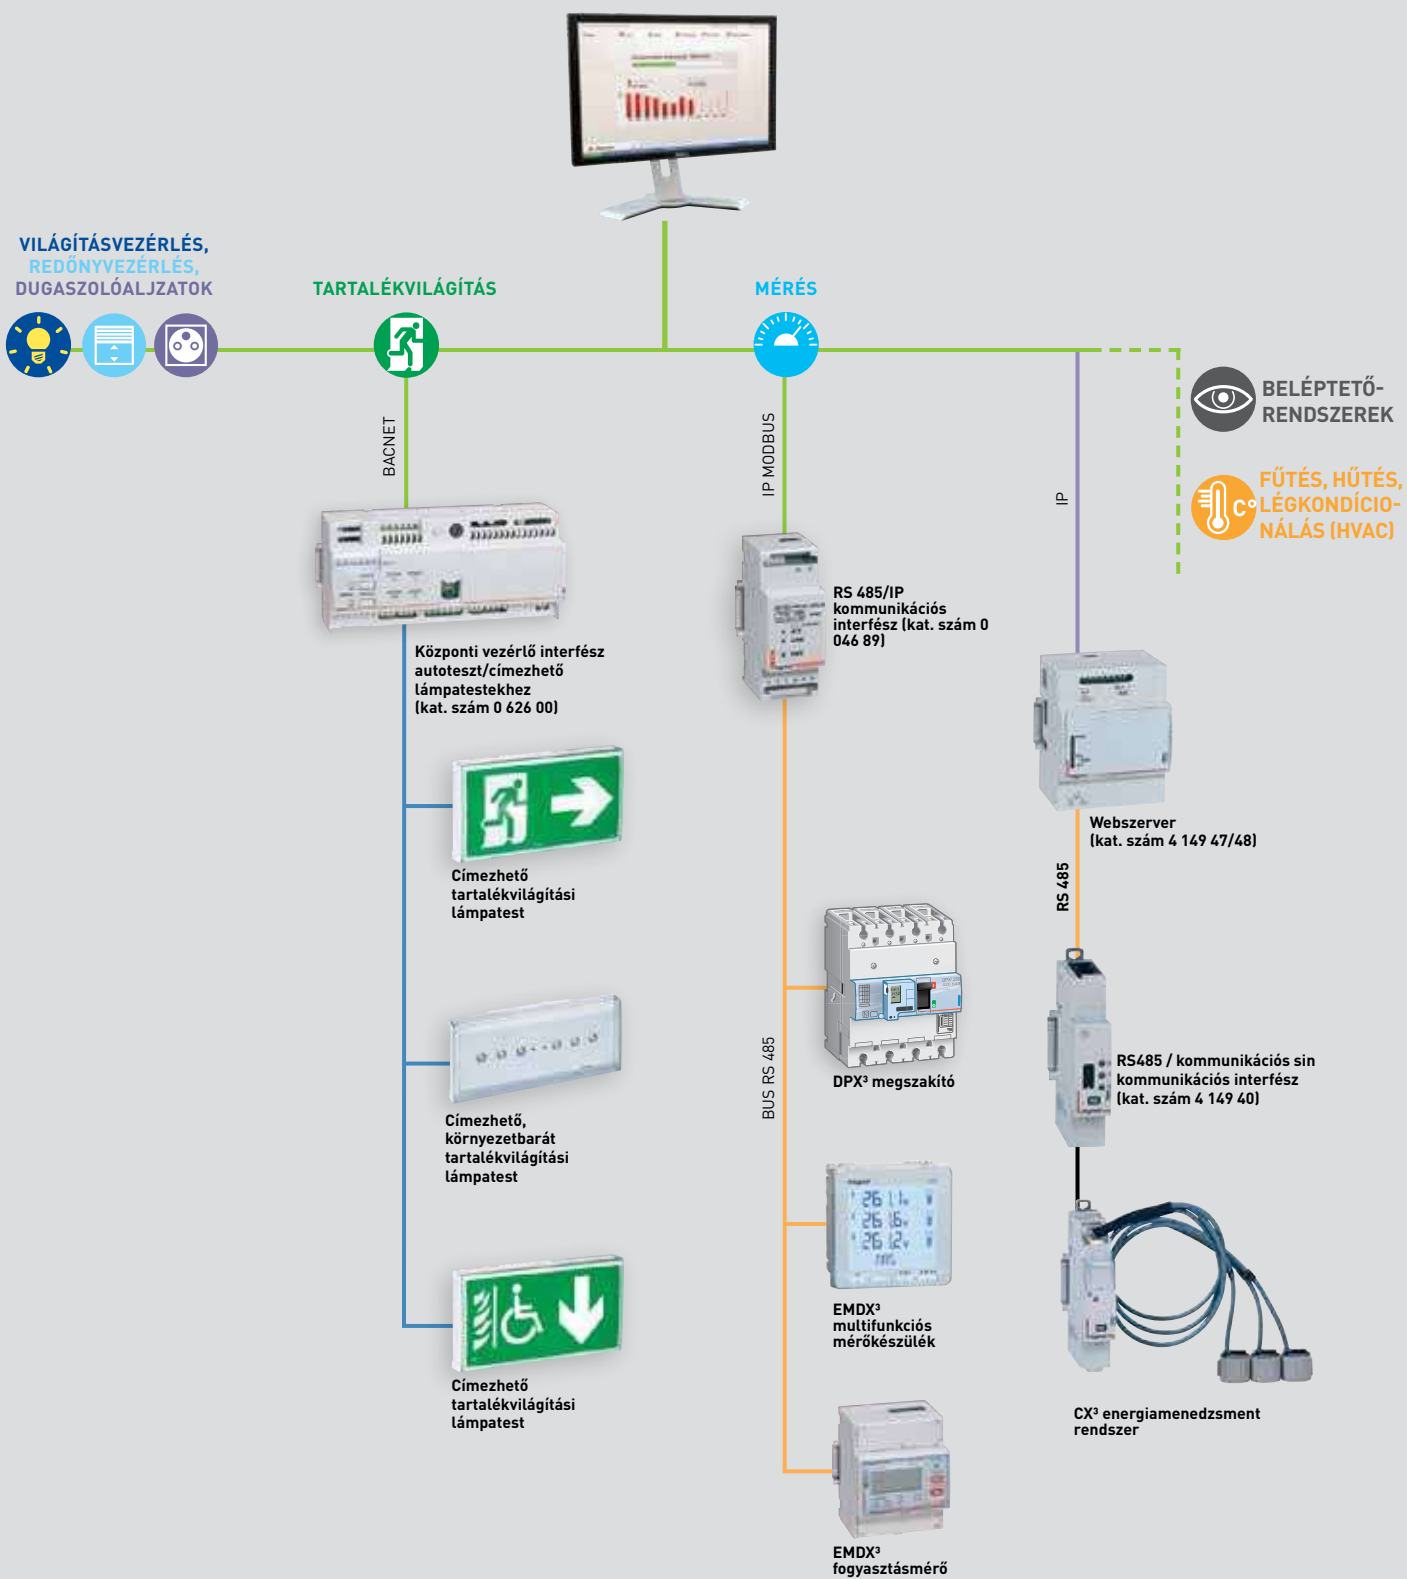 VILÁGÍTÁSVEZÉRLÉS,
REDŐNYVEZÉRLÉS,
DUGASZOLÓALJZATOK
TARTALÉKVILÁGÍTÁS
MÉRÉS
BELÉPTETŐ-
RENDSZEREK
C°
FŰTÉS, HŰTÉS,
LÉGKONDÍCIO-
NÁLÁS (HVAC)
BACNET
IP MODBUS
IP
Központi vezérlő interfész
autoteszt/címezhető
lámpatestekhez
(kat. szám 0 626 00)
RS 485/IP
kommunikációs
interfész (kat. szám 0
046 89)
Webszerver
(kat. szám 4 149 47/48)
RS 485
Címezhető
tartalékvilágítási
lámpatest
DPX³ megszakító
BUS RS 485
RS485 / kommunikációs sin
kommunikációs interfész
(kat. szám 4 149 40)
Címezhető,
környezetbarát
tartalékvilágítási
lámpatest
EMDX³
multifunkciós
mérőkészülék
Címezhető
tartalékvilágítási
lámpatest
CX³ energiamenedzsment
rendszer
EMDX³
fogyasztásmérő